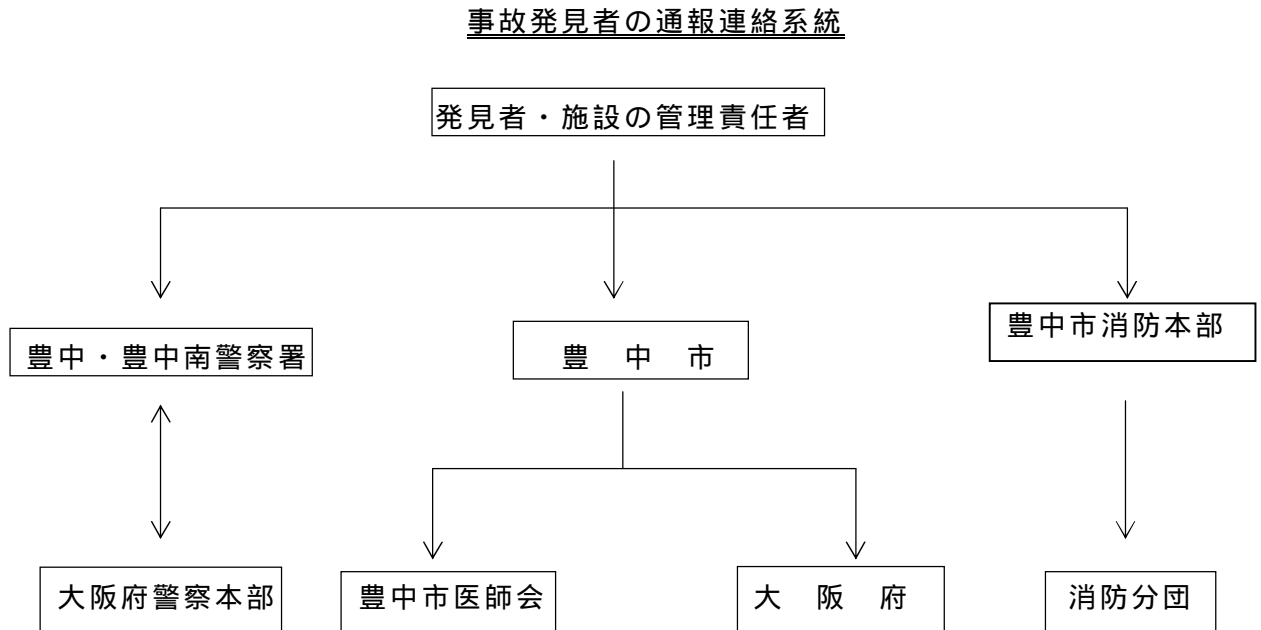 事故発見者の通報連絡系統
発見者・施設の管理責任者
豊中・豊中南警察署
豊 中 市
豊中市消防本部
大阪府警察本部
豊中市医師会
大 阪 府
消防分団